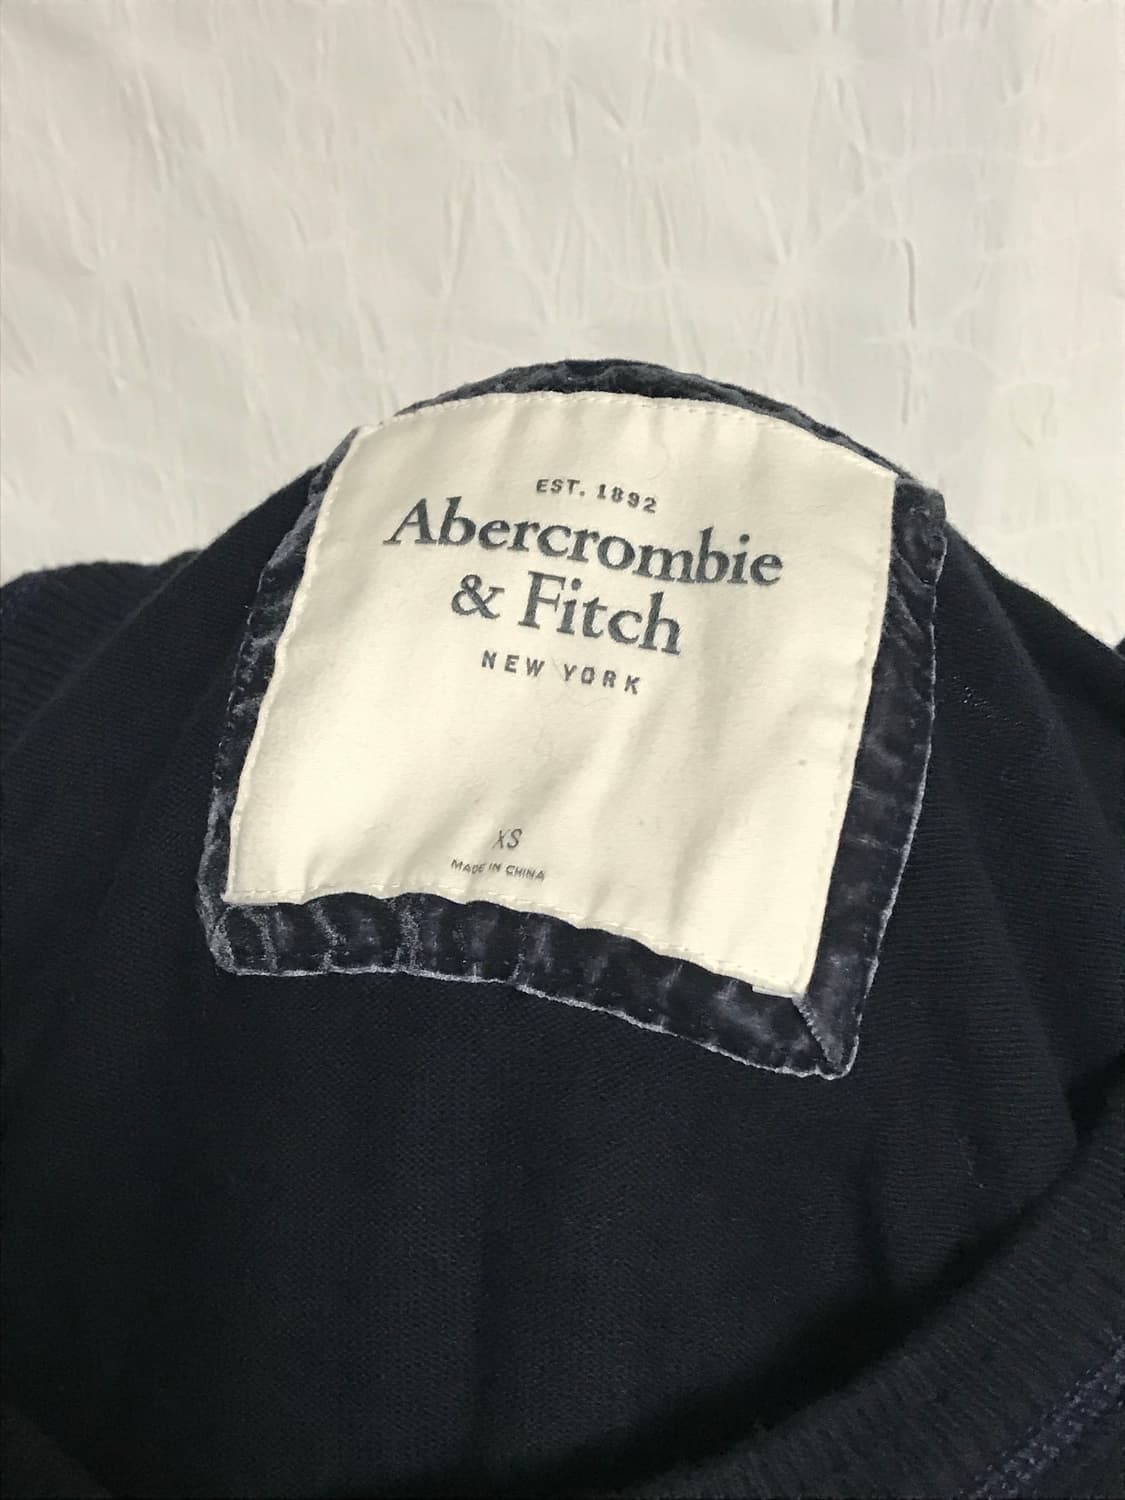 EST. 1892
Abercrombie
& Fitch
NEW YORK
XS
MADE IN CHINA